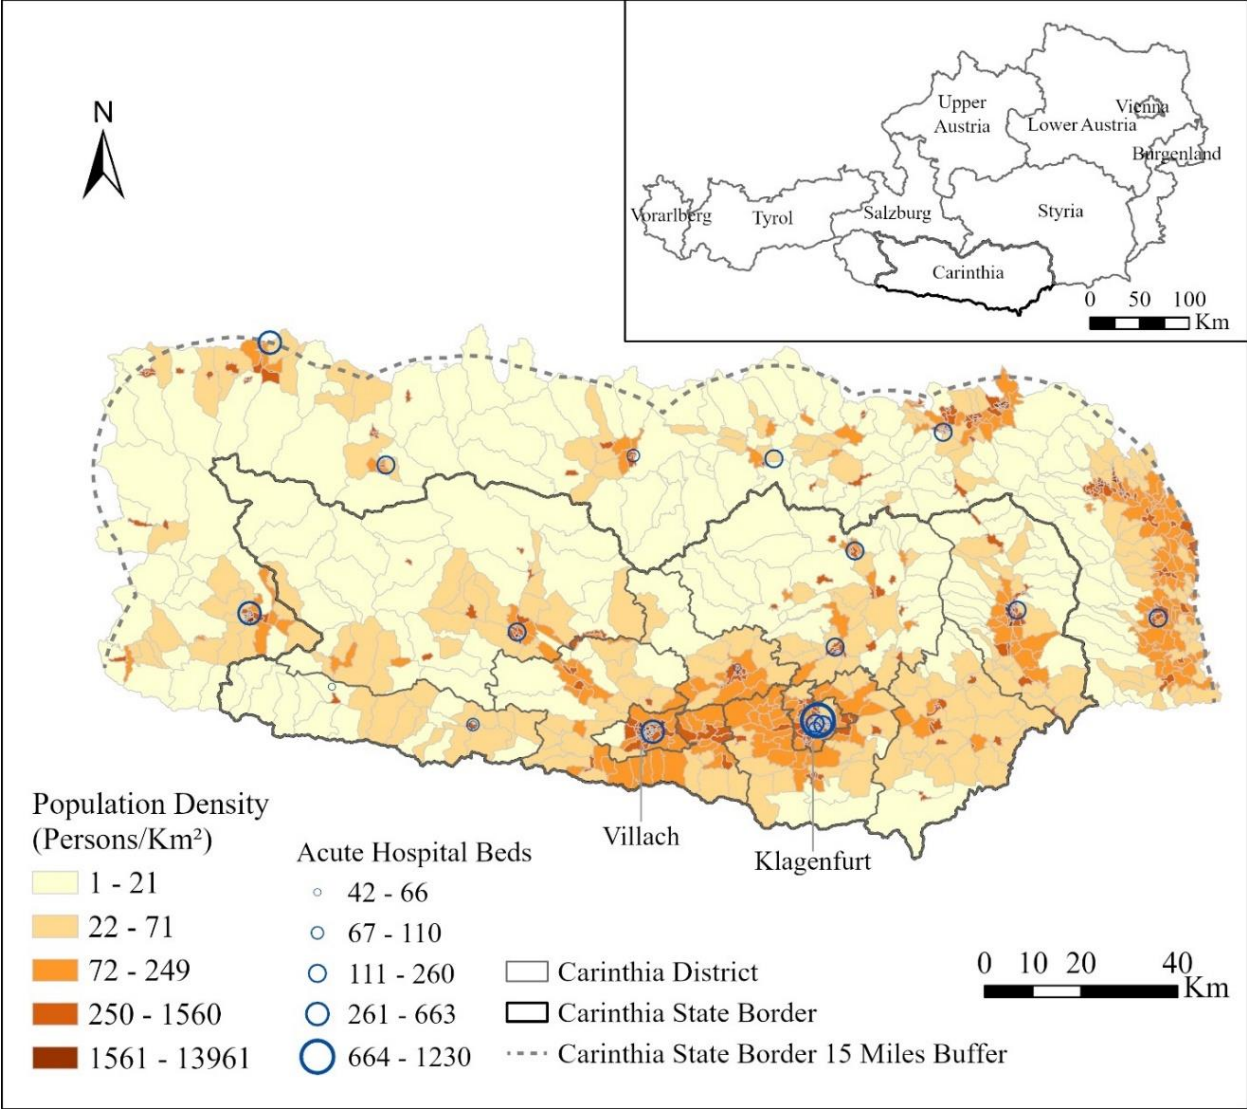 N
Upper
Austria
Vienna
Lower Austria
Burgenland
Vorarlberg
Tyrol
Salzburg
Styria
Carinthia
0 50 100
Km
Villach
Klagenfurt
Population Density
(Persons/Km²)
1 - 21
22 - 71
72 - 249
250 - 1560
1561 - 13961
Acute Hospital Beds
42 - 66
67 - 110
111 - 260
261 - 663
664 - 1230
Carinthia District
Carinthia State Border
Carinthia State Border 15 Miles Buffer
0 10 20 40
Km